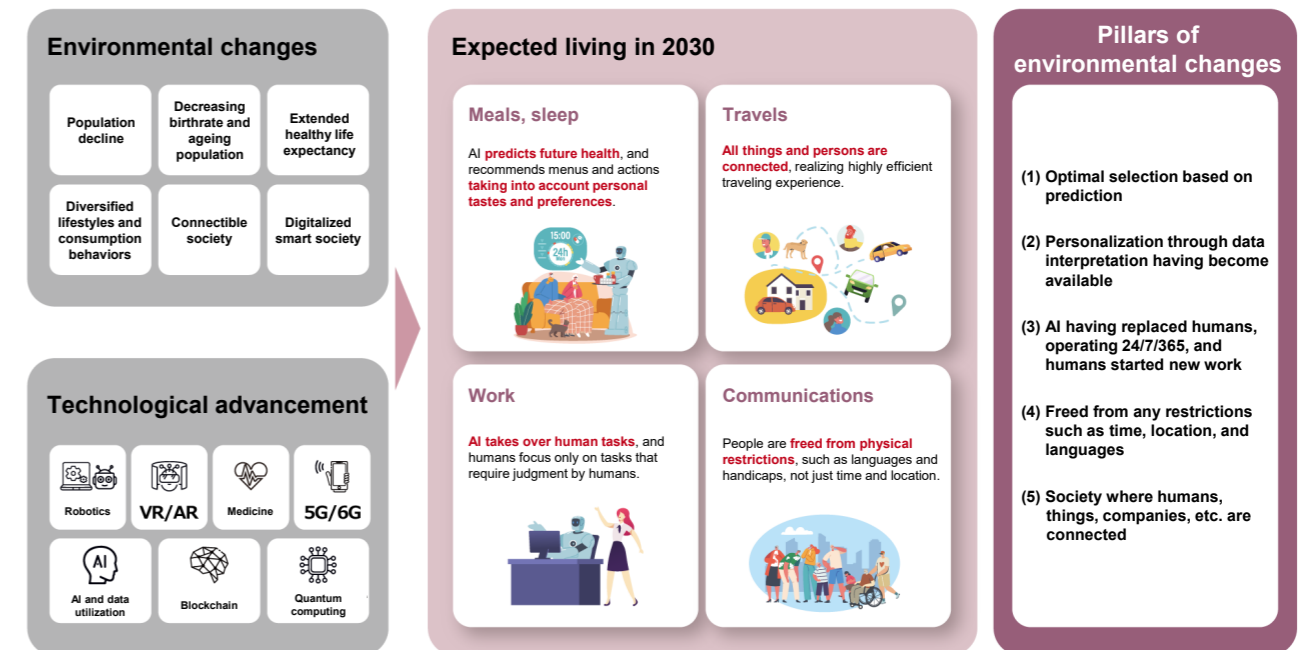 Environmental changes
Population
decline
Decreasing
birthrate and
ageing
population
Extended
healthy life
expectancy
Diversified
lifestyles and
consumption
behaviors
Connectible
society
Digitalized
smart society
Technological advancement
Robotics
VR/AR
Medicine
5G/6G
AI
AI and data
utilization
Blockchain
Quantum
computing
Expected living in 2030
Meals, sleep
AI predicts future health, and
recommends menus and actions
taking into account personal
tastes and preferences.
15:00
24h
Travels
All things and persons are
connected, realizing highly efficient
traveling experience.
Work
AI takes over human tasks, and
humans focus only on tasks that
require judgment by humans.
Communications
People are freed from physical
restrictions, such as languages and
handicaps, not just time and location.
Pillars of
environmental changes
(1) Optimal selection based on
prediction
(2) Personalization through data
interpretation having become
available
(3) AI having replaced humans,
operating 24/7/365, and
humans started new work
(4) Freed from any restrictions
such as time, location, and
languages
(5) Society where humans,
things, companies, etc. are
connected